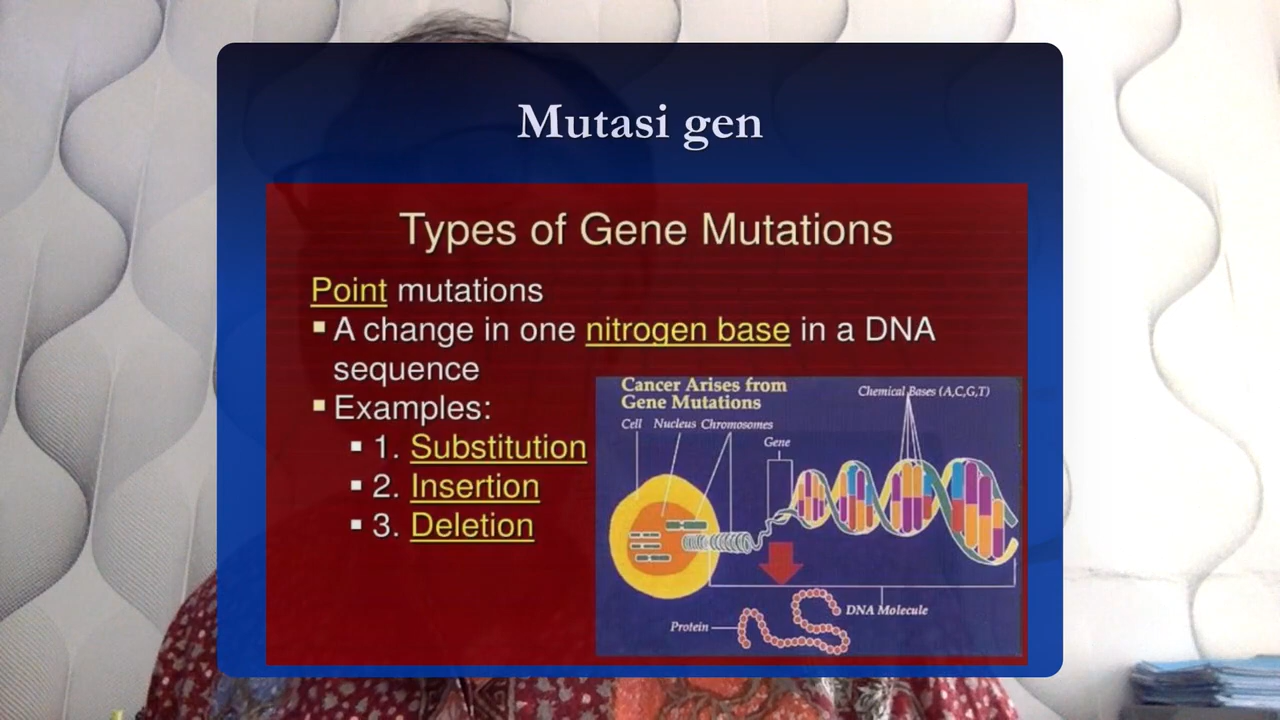 Mutasi gen
Types of Gene Mutations
Point mutations
A change in one nitrogen base in a DNA
sequence
Examples:
1. Substitution
2. Insertion
3. Deletion
Cancer Arises from
Gene Mutations
Chemical Bases (A,C,G,T)
Cell Nucleus Chromosomes
Gene
DNA Molecule
Protein